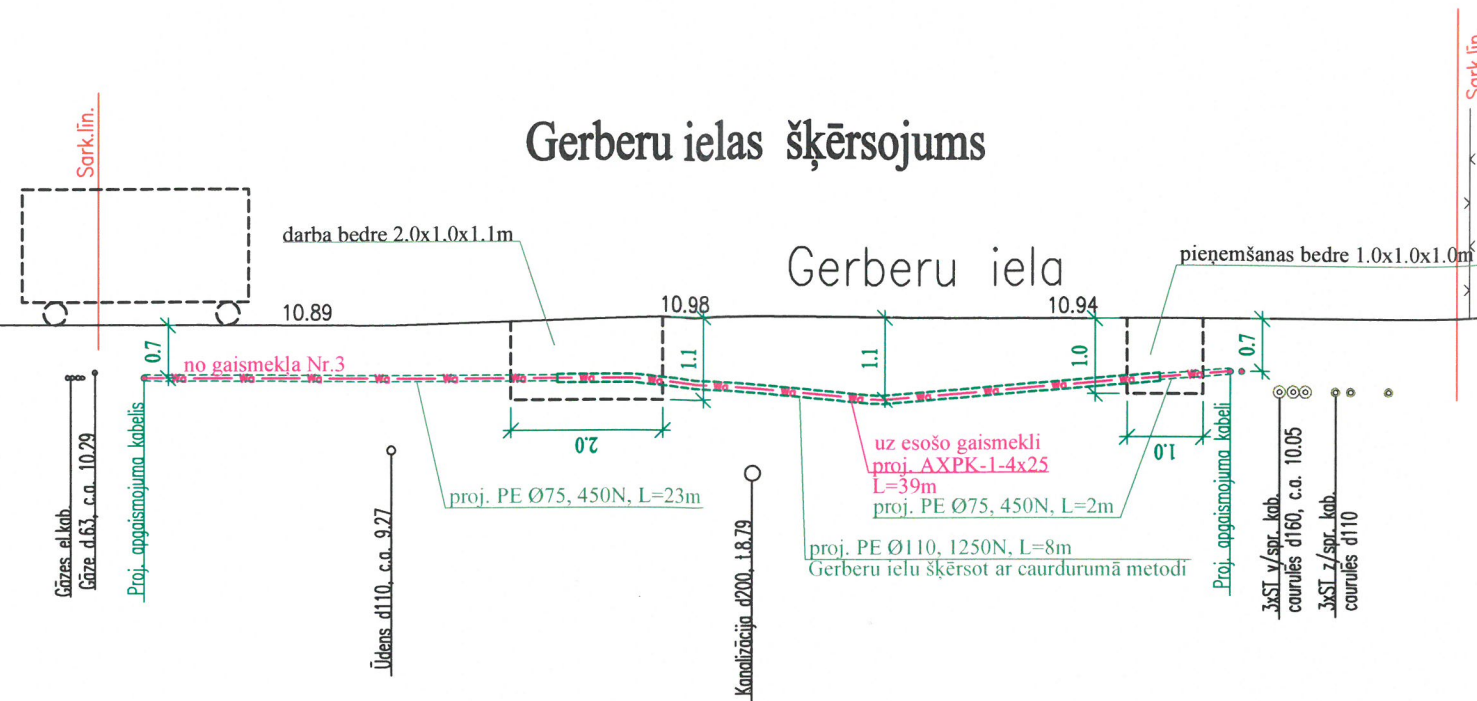 Sark.līn.
Sark.līn.
Gerberu ielas šķērsojums
darba bedre 2.0x1.0x1.1m
Gerberu iela
pieņemšanas bedre 1.0x1.0x1.0m
10.89
10.98
10.94
0.7
1.1
1.1
1.0
0.7
no gaismekļa Nr.3
2.0
1.0
uz esošo gaismekli
proj. AXPK-1-4x25
L=39m
proj. PE Ø75, 450N, L=23m
proj. PE Ø75, 450N, L=2m
proj. PE Ø110, 1250N, L=8m
Gerberu ielu šķērsot ar caurdurumā metodi
Gāzes el.kab.
Gāze d.63, c.a. 10.29
Proj. apgaismojuma kabelis
Ūdens d110, c.a. 9.27
Kanalizācija d200, t.8.79
Proj. apgaismojuma kabeli
3xST v/spr. kab.
caurulēs d160, c.a. 10.05
3xST z/spr. kab.
caurulēs d110